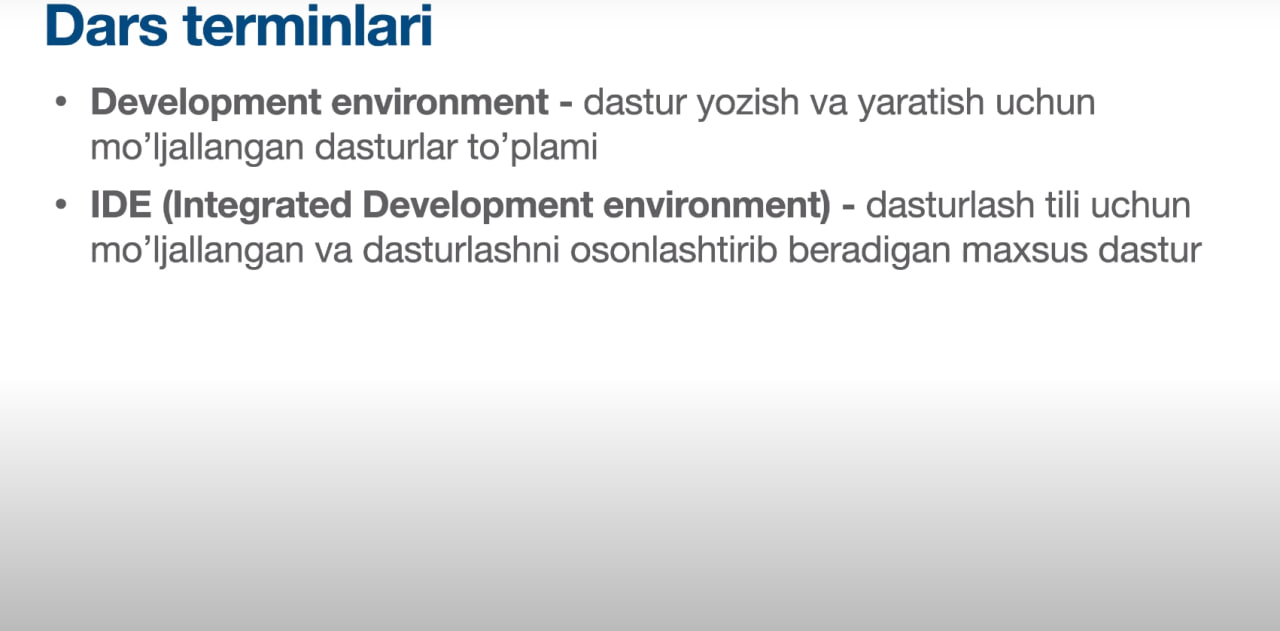 Dars terminlari
• Development environment - dastur yozish va yaratish uchun
mo’ljallangan dasturlar to’plami
• IDE (Integrated Development environment) - dasturlash tili uchun
mo’ljallangan va dasturlashni osonlashtirib beradigan maxsus dastur